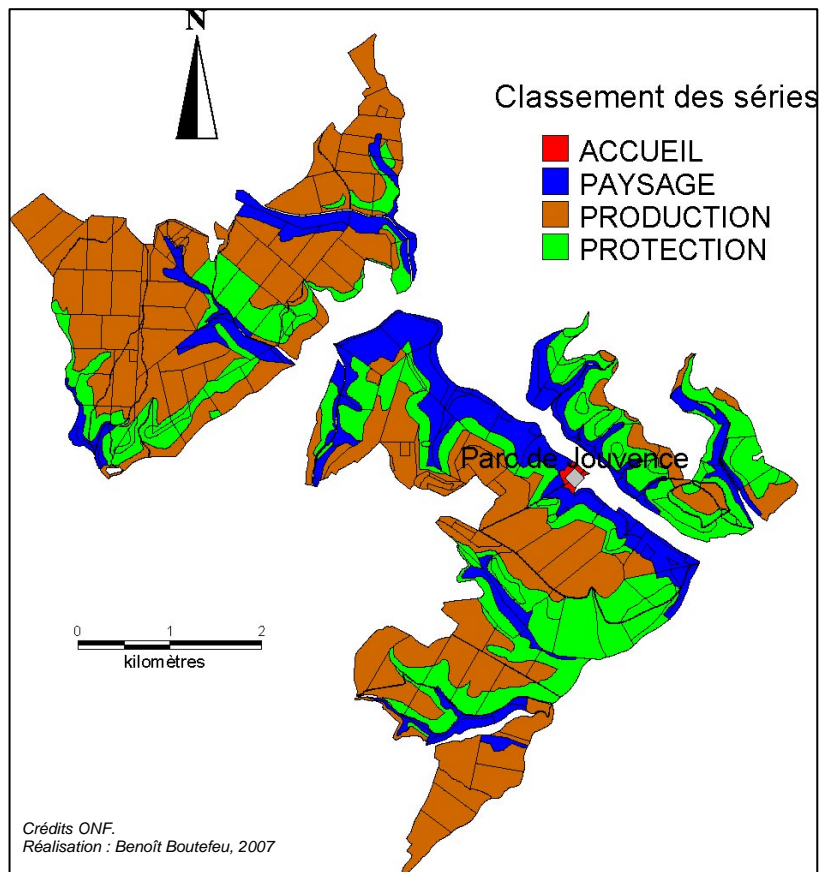 N
Classement des séries
ACCUEIL
PAYSAGE
PRODUCTION
PROTECTION
Parc de Jouvence
0 1 2
kilomètres
Crédits ONF.
Réalisation : Benoît Boutefeu, 2007